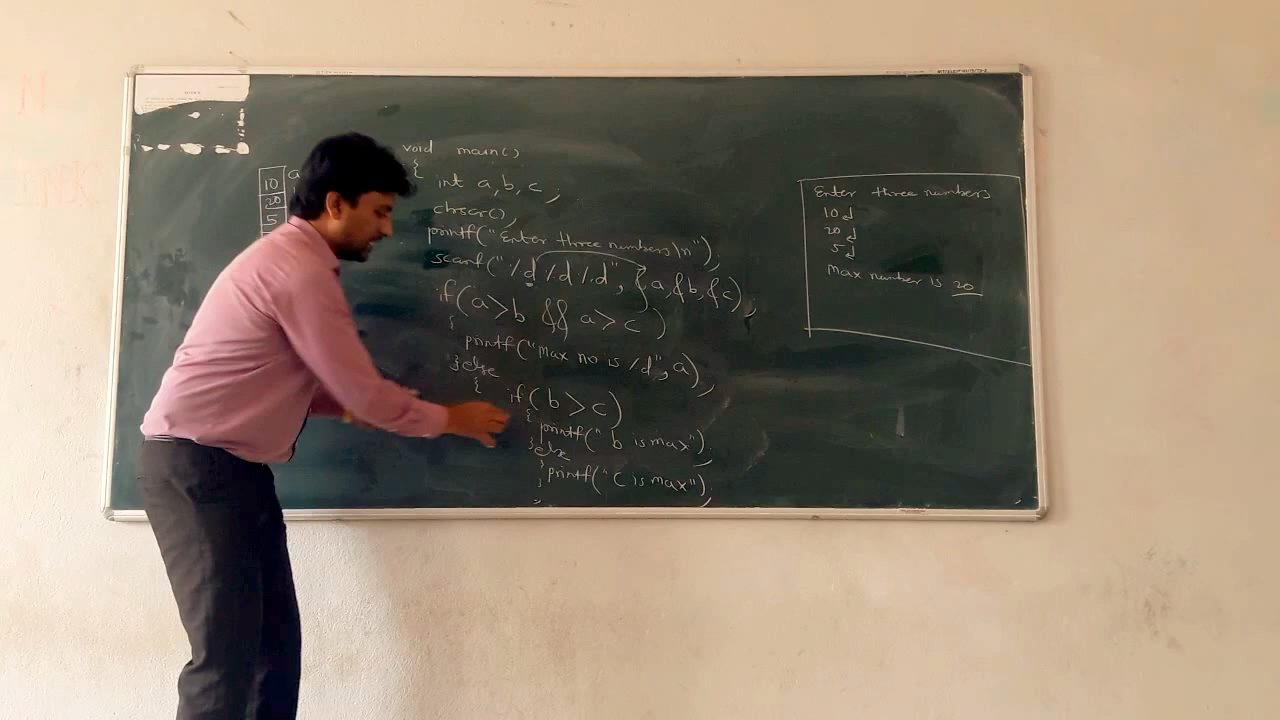 void main()
{
int a, b, c ;
clrscr();
printf("Enter three numbers\n");
scanf("%d %d %d", &a,&b,&c);
if(a>b && a>c )
{
printf("Max no is %d", a);
}else
{
if(b>c)
{
printf(" b is max");
}else
{
printf(" C is max");
}
a
10
20
5
Enter three numbers
10
20
5
Max number is 20